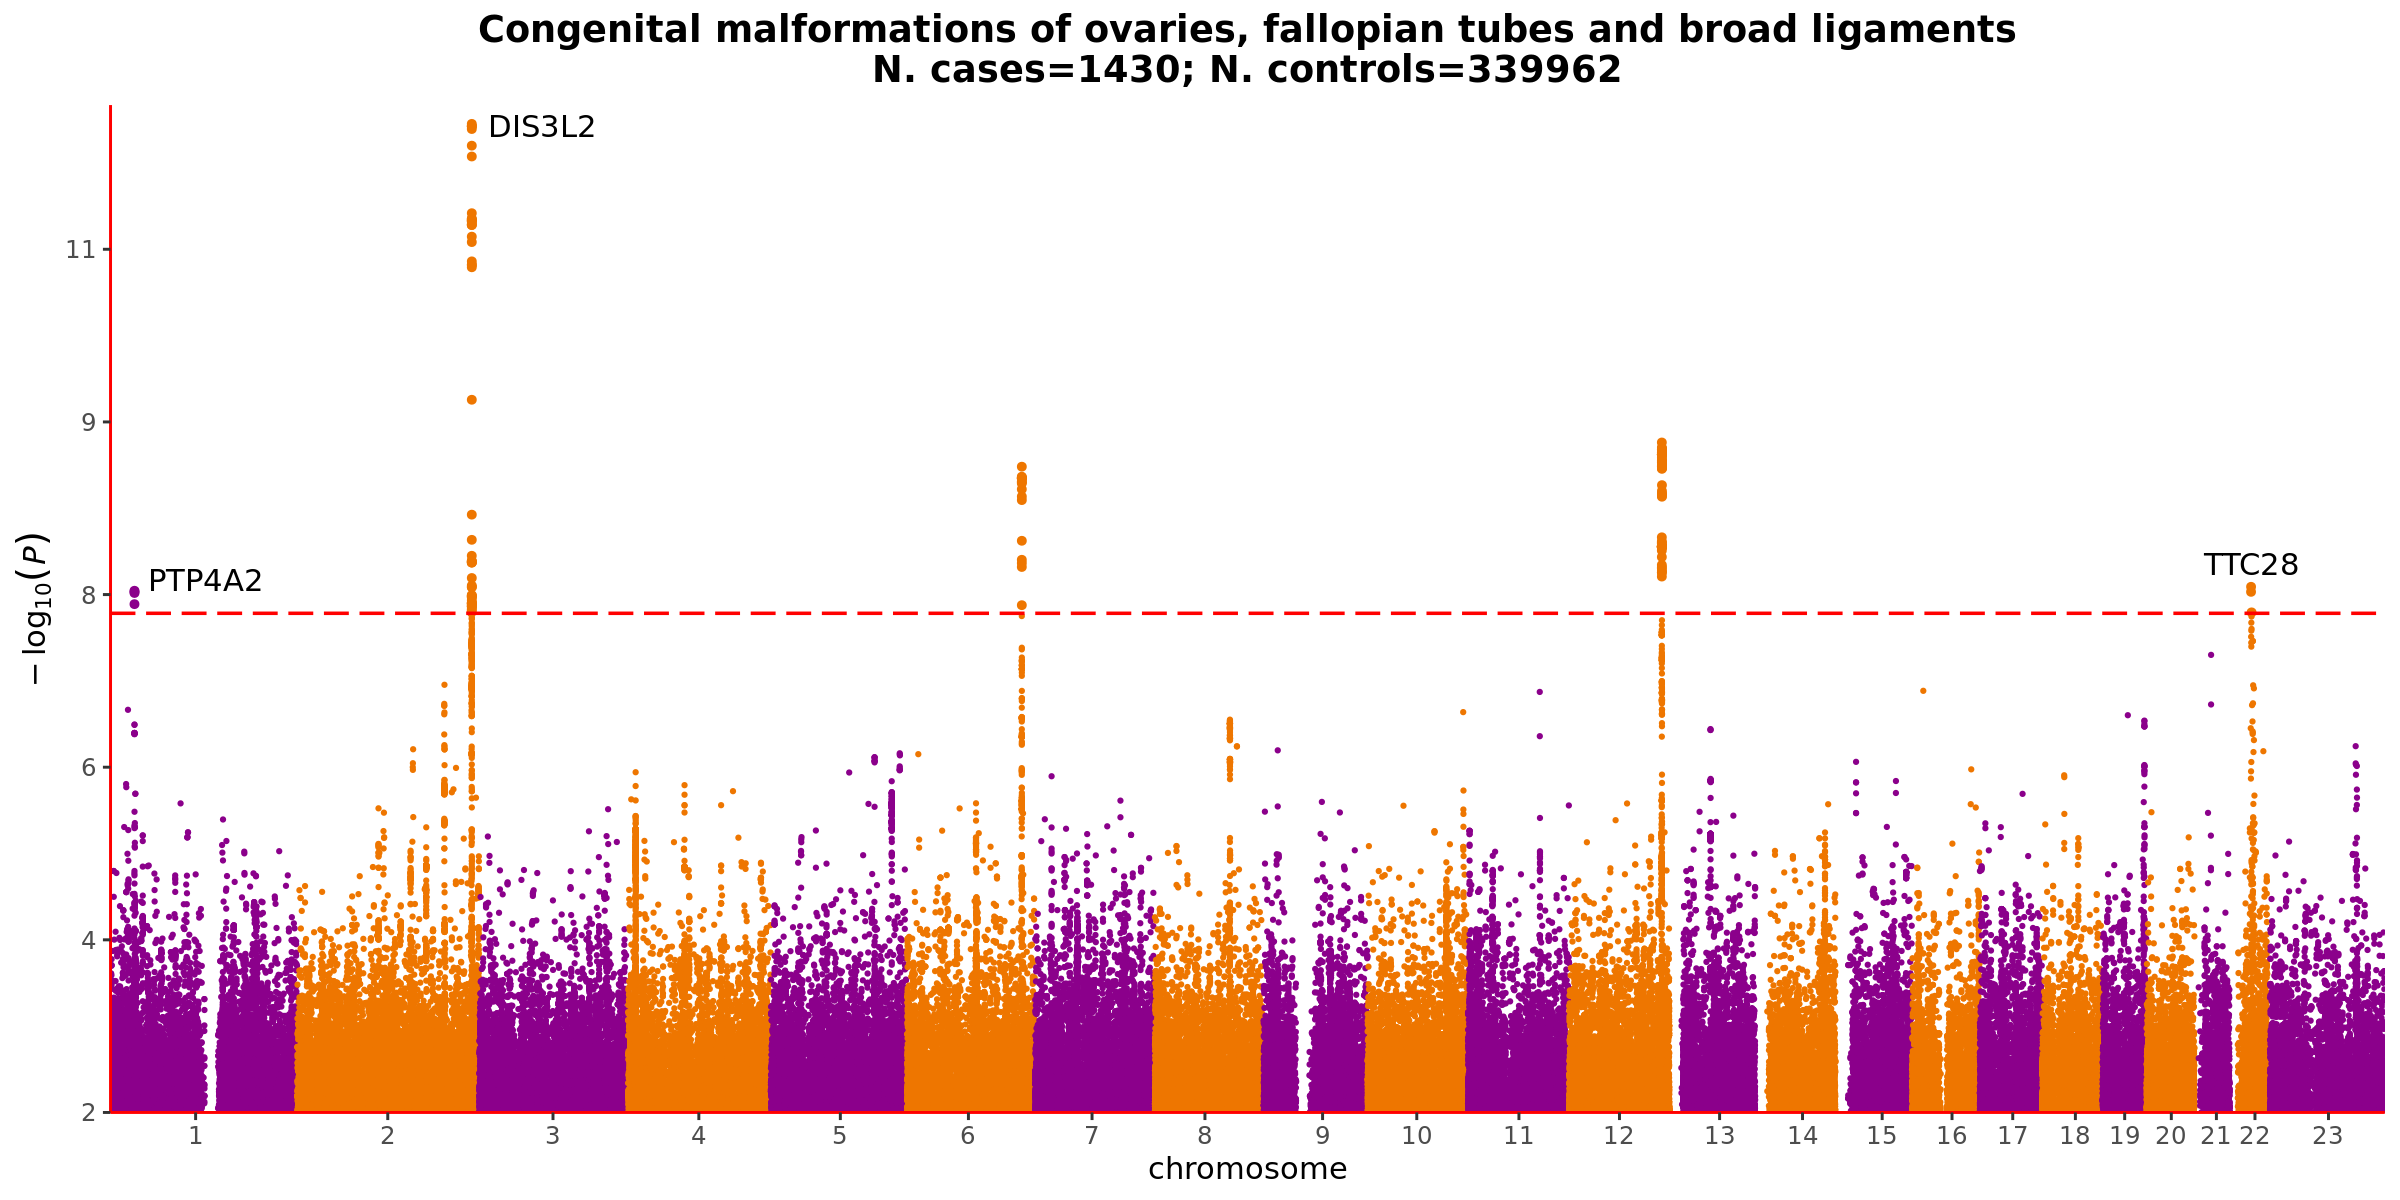 Congenital malformations of ovaries, fallopian tubes and broad ligaments
N. cases=1430; N. controls=339962
DIS3L2
11
9
PTP4A2
TTC28
8
− log10(P)
6
4
2
1 2 3 4 5 6 7 8 9 10 11 12 13 14 15 16 17 18 19 20 21 22 23
chromosome